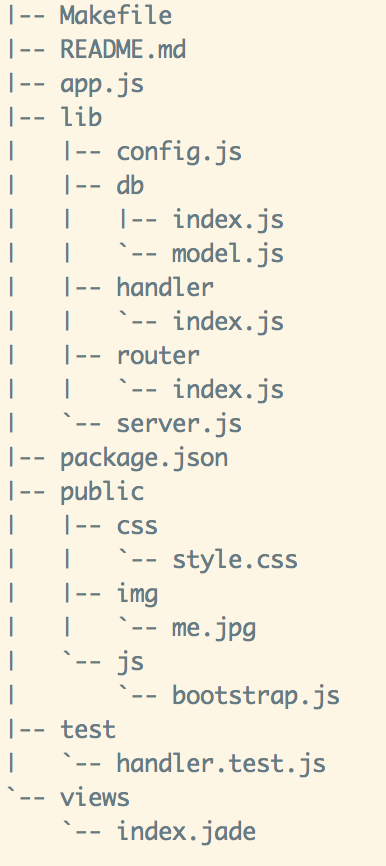 |-- Makefile
|-- README.md
|-- app.js
|-- lib
|   |-- config.js
|   |-- db
|   |   |-- index.js
|   |   `-- model.js
|   |-- handler
|   |   `-- index.js
|   |-- router
|   |   `-- index.js
|   `-- server.js
|-- package.json
|-- public
|   |-- css
|   |   `-- style.css
|   |-- img
|   |   `-- me.jpg
|   `-- js
|       `-- bootstrap.js
|-- test
|   `-- handler.test.js
`-- views
    `-- index.jade